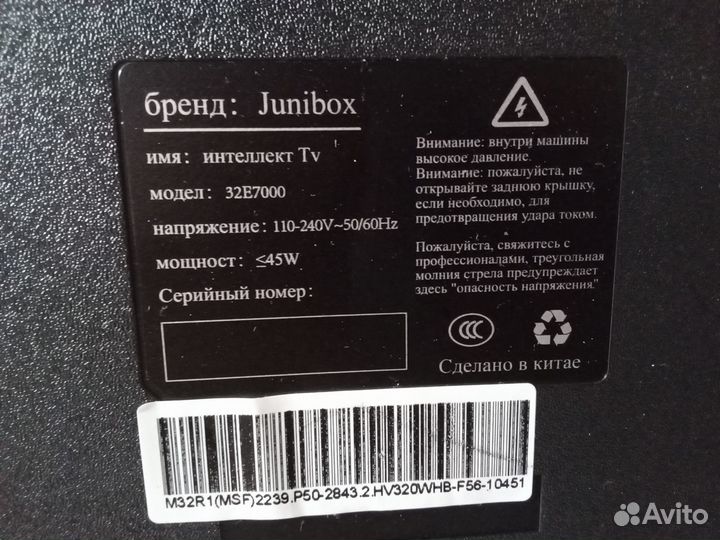 бренд: Junibox
имя: интеллект Tv
модел: 32E7000
напряжение: 110-240V~50/60Hz
мощност: ≤45W
Серийный номер:
Внимание: внутри машины
высокое давление.
Внимание: пожалуйста, не
открывайте заднюю крышку,
если необходимо, для
предотвращения удара током.
Пожалуйста, свяжитесь с
профессионалами, треугольная
молния стрела предупреждает
здесь "опасность напряжения".
CCC
Сделано в китае
M32R1(MSF)2239.P50-2843.2.HV320WHB-F56-10451
Avito